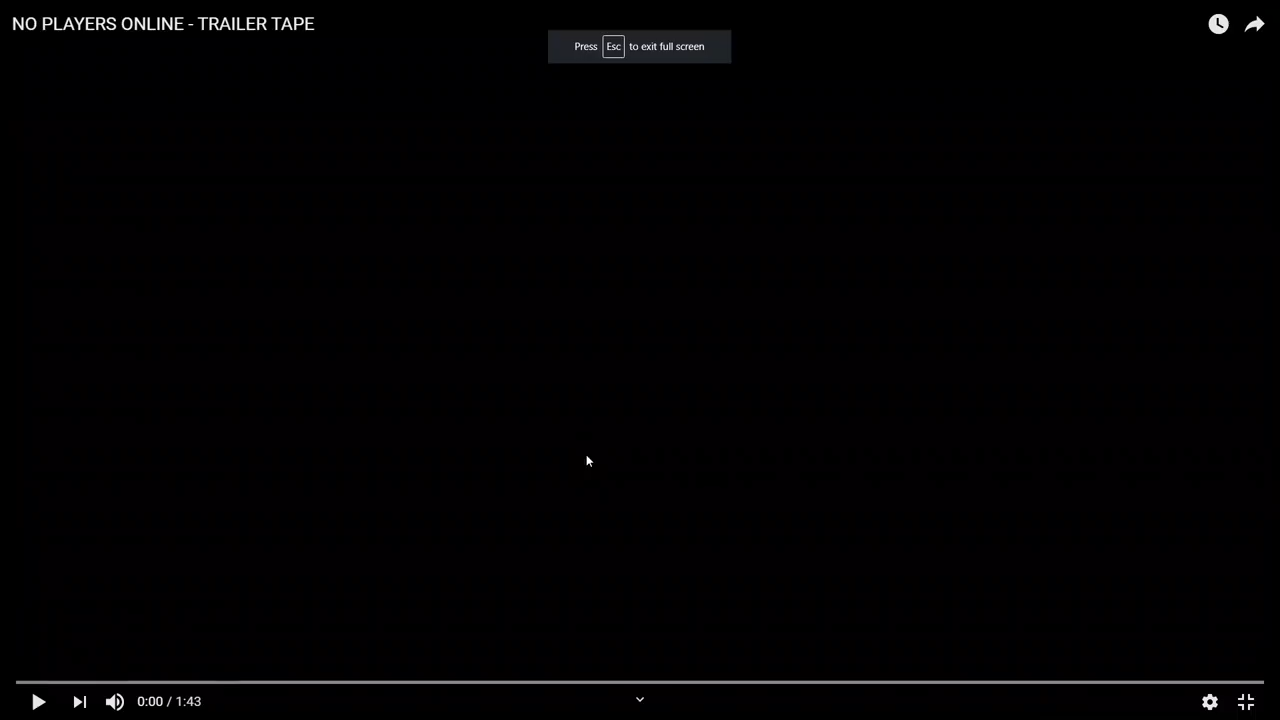 NO PLAYERS ONLINE - TRAILER TAPE
Press Esc to exit full screen
0:00 / 1:43